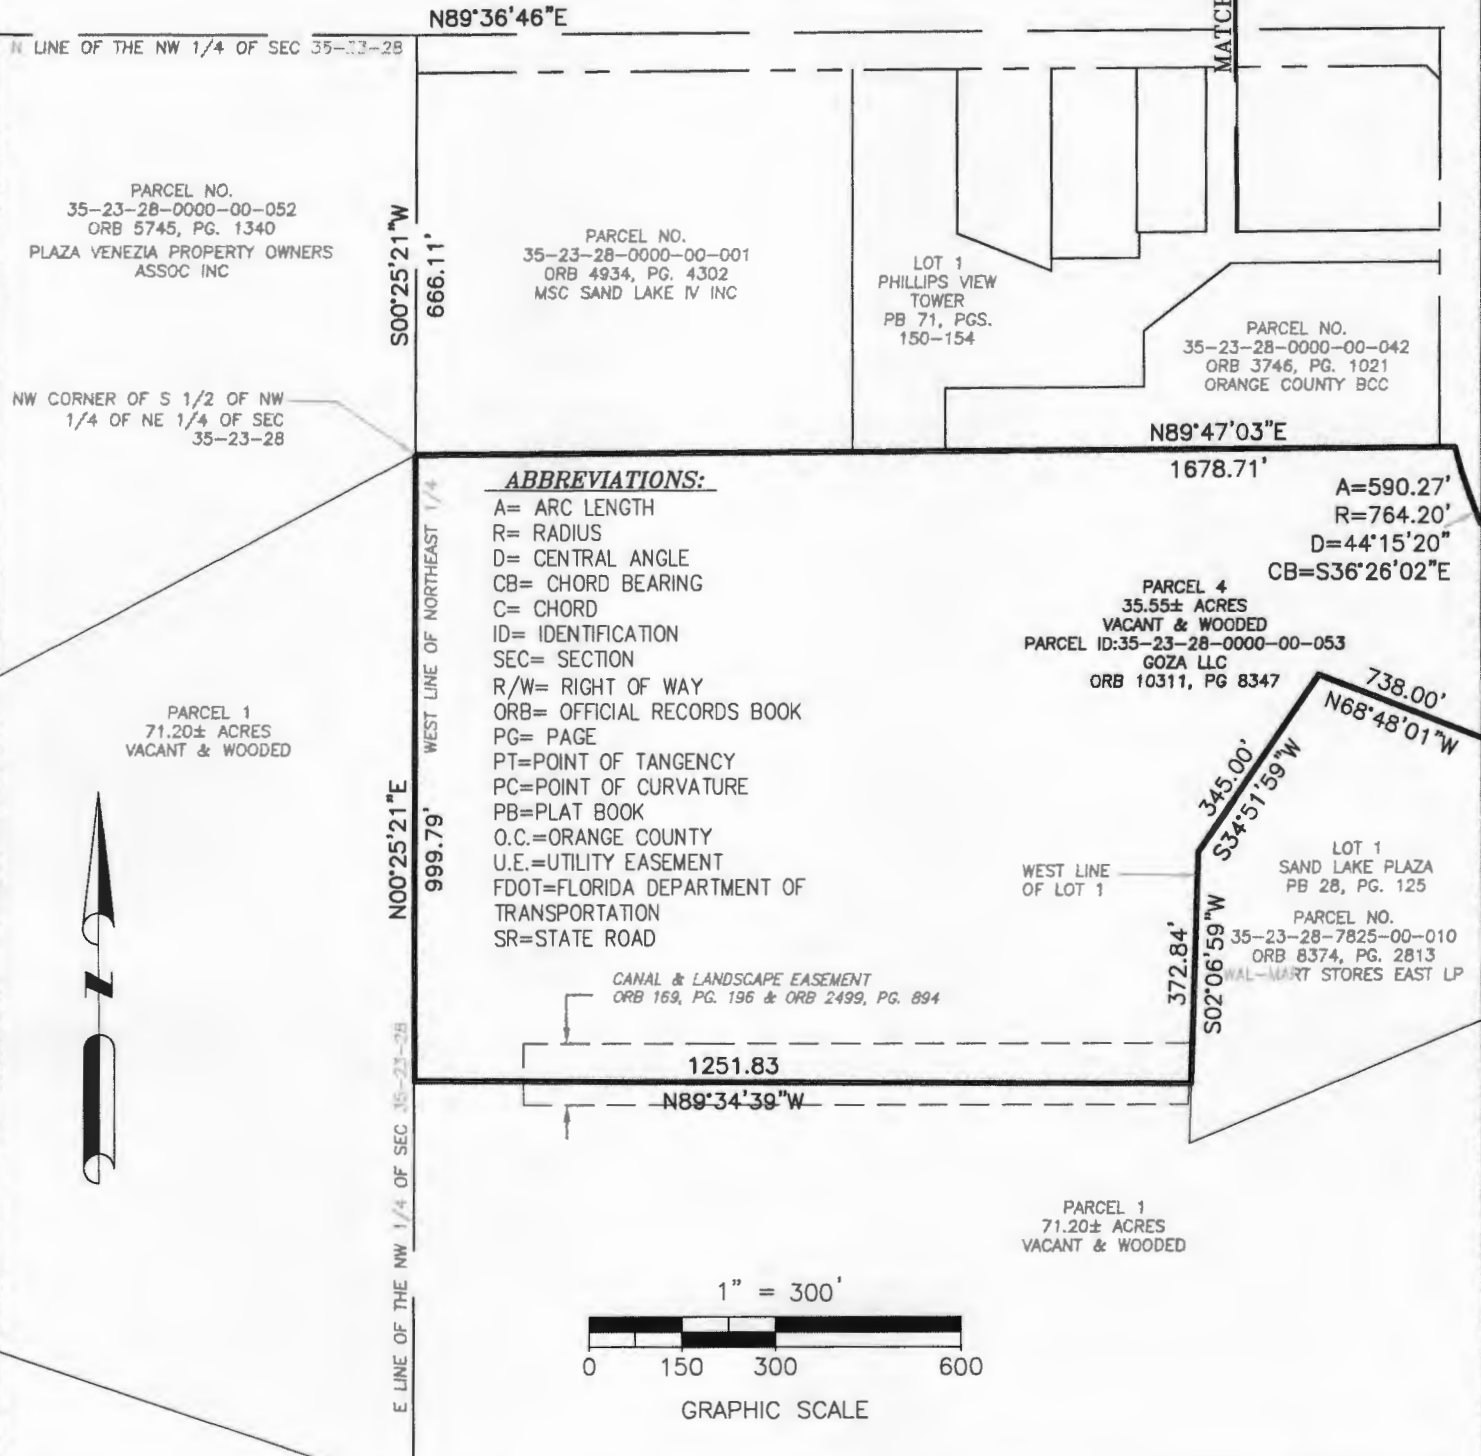 N89°36'46"E
MATCH
N LINE OF THE NW 1/4 OF SEC 35-23-28
PARCEL NO.
35-23-28-0000-00-052
ORB 5745, PG. 1340
PLAZA VENEZIA PROPERTY OWNERS
ASSOC INC
S00°25'21"W
666.11'
PARCEL NO.
35-23-28-0000-00-001
ORB 4934, PG. 4302
MSC SAND LAKE IV INC
LOT 1
PHILLIPS VIEW
TOWER
PB 71, PGS.
150-154
PARCEL NO.
35-23-28-0000-00-042
ORB 3746, PG. 1021
ORANGE COUNTY BCC
NW CORNER OF S 1/2 OF NW
1/4 OF NE 1/4 OF SEC
35-23-28
N89°47'03"E
1678.71'
A=590.27'
R=764.20'
D=44°15'20"
CB=S36°26'02"E
ABBREVIATIONS:
A= ARC LENGTH
R= RADIUS
D= CENTRAL ANGLE
CB= CHORD BEARING
C= CHORD
ID= IDENTIFICATION
SEC= SECTION
R/W= RIGHT OF WAY
ORB= OFFICIAL RECORDS BOOK
PG= PAGE
PT=POINT OF TANGENCY
PC=POINT OF CURVATURE
PB=PLAT BOOK
O.C.=ORANGE COUNTY
U.E.=UTILITY EASEMENT
FDOT=FLORIDA DEPARTMENT OF
TRANSPORTATION
SR=STATE ROAD
WEST LINE OF NORTHEAST 1/4
PARCEL 4
35.55± ACRES
VACANT & WOODED
PARCEL ID:35-23-28-0000-00-053
GOZA LLC
ORB 10311, PG 8347
738.00'
N68°48'01"W
345.00'
S34°51'59"W
PARCEL 1
71.20± ACRES
VACANT & WOODED
N00°25'21"E
999.79'
WEST LINE
OF LOT 1
LOT 1
SAND LAKE PLAZA
PB 28, PG. 125
PARCEL NO.
35-23-28-7825-00-010
ORB 8374, PG. 2813
WAL-MART STORES EAST LP
372.84'
S02°06'59"W
CANAL & LANDSCAPE EASEMENT
ORB 169, PG. 196 & ORB 2499, PG. 894
1251.83
N89°34'39"W
E LINE OF THE NW 1/4 OF SEC 35-23-28
PARCEL 1
71.20± ACRES
VACANT & WOODED
1" = 300'
0 150 300 600
GRAPHIC SCALE
N